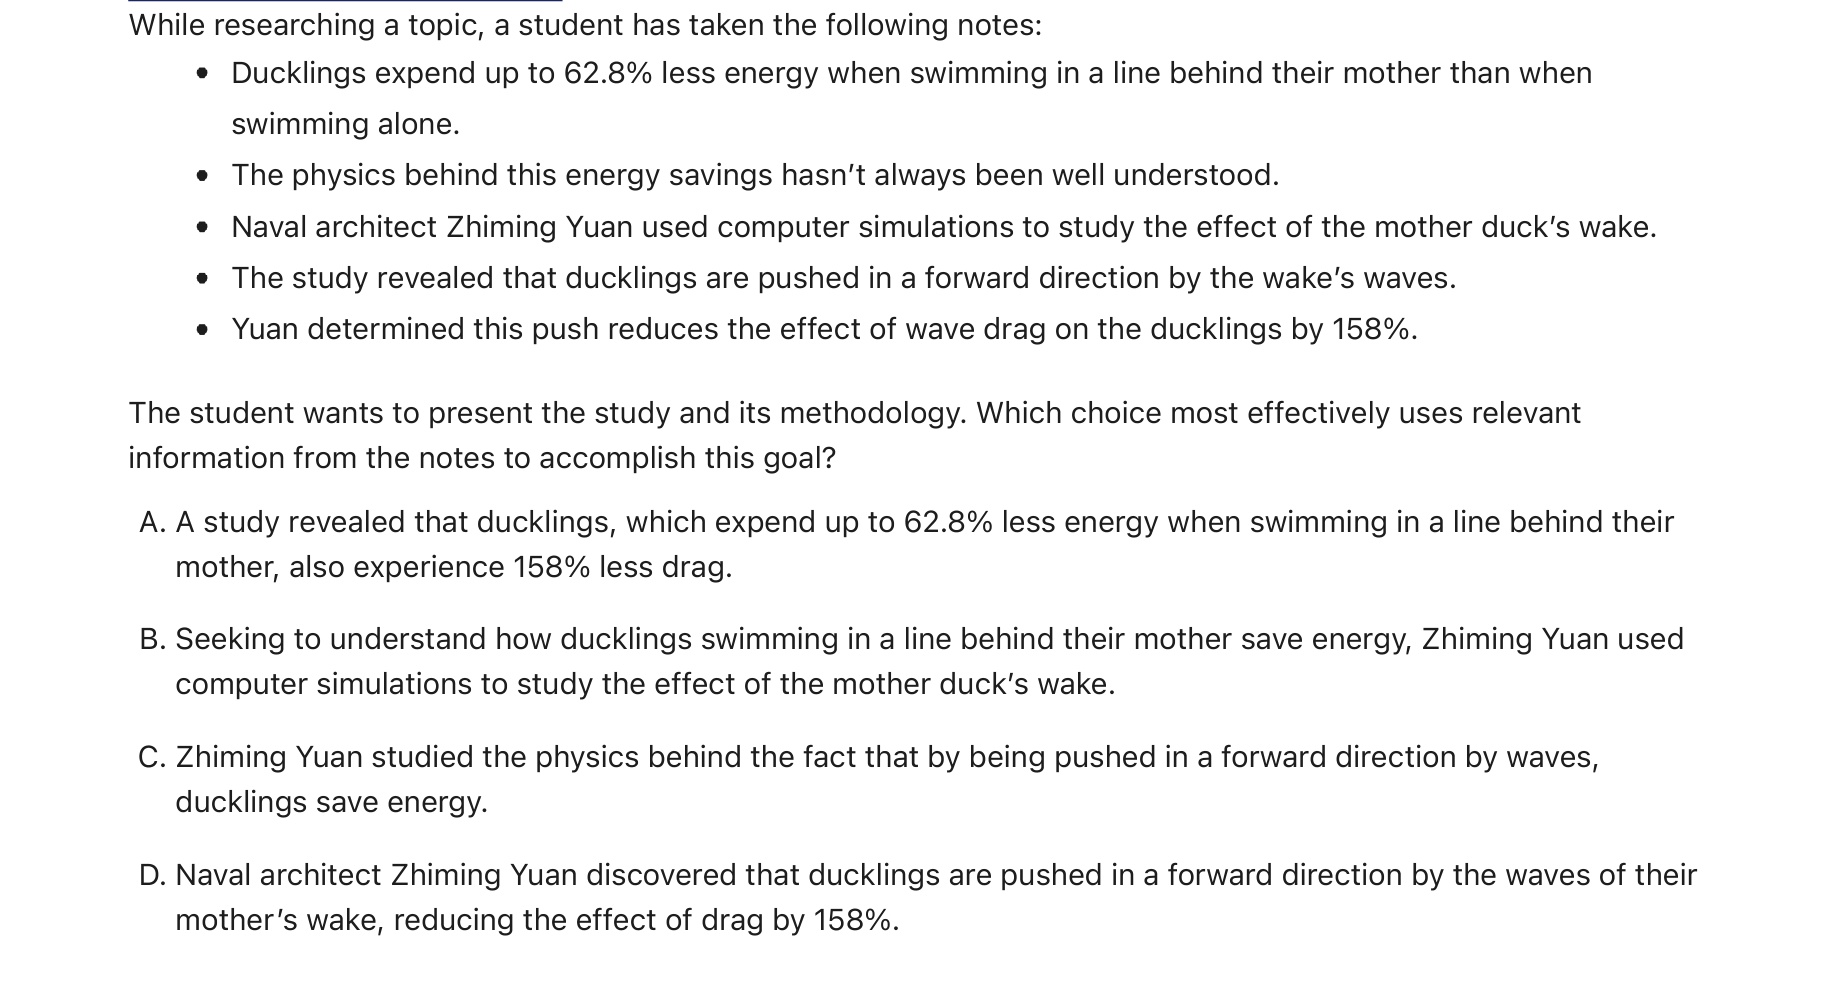 While researching a topic, a student has taken the following notes:
• Ducklings expend up to 62.8% less energy when swimming in a line behind their mother than when
swimming alone.
• The physics behind this energy savings hasn’t always been well understood.
• Naval architect Zhiming Yuan used computer simulations to study the effect of the mother duck’s wake.
• The study revealed that ducklings are pushed in a forward direction by the wake’s waves.
• Yuan determined this push reduces the effect of wave drag on the ducklings by 158%.
The student wants to present the study and its methodology. Which choice most effectively uses relevant
information from the notes to accomplish this goal?
A. A study revealed that ducklings, which expend up to 62.8% less energy when swimming in a line behind their
mother, also experience 158% less drag.
B. Seeking to understand how ducklings swimming in a line behind their mother save energy, Zhiming Yuan used
computer simulations to study the effect of the mother duck’s wake.
C. Zhiming Yuan studied the physics behind the fact that by being pushed in a forward direction by waves,
ducklings save energy.
D. Naval architect Zhiming Yuan discovered that ducklings are pushed in a forward direction by the waves of their
mother’s wake, reducing the effect of drag by 158%.